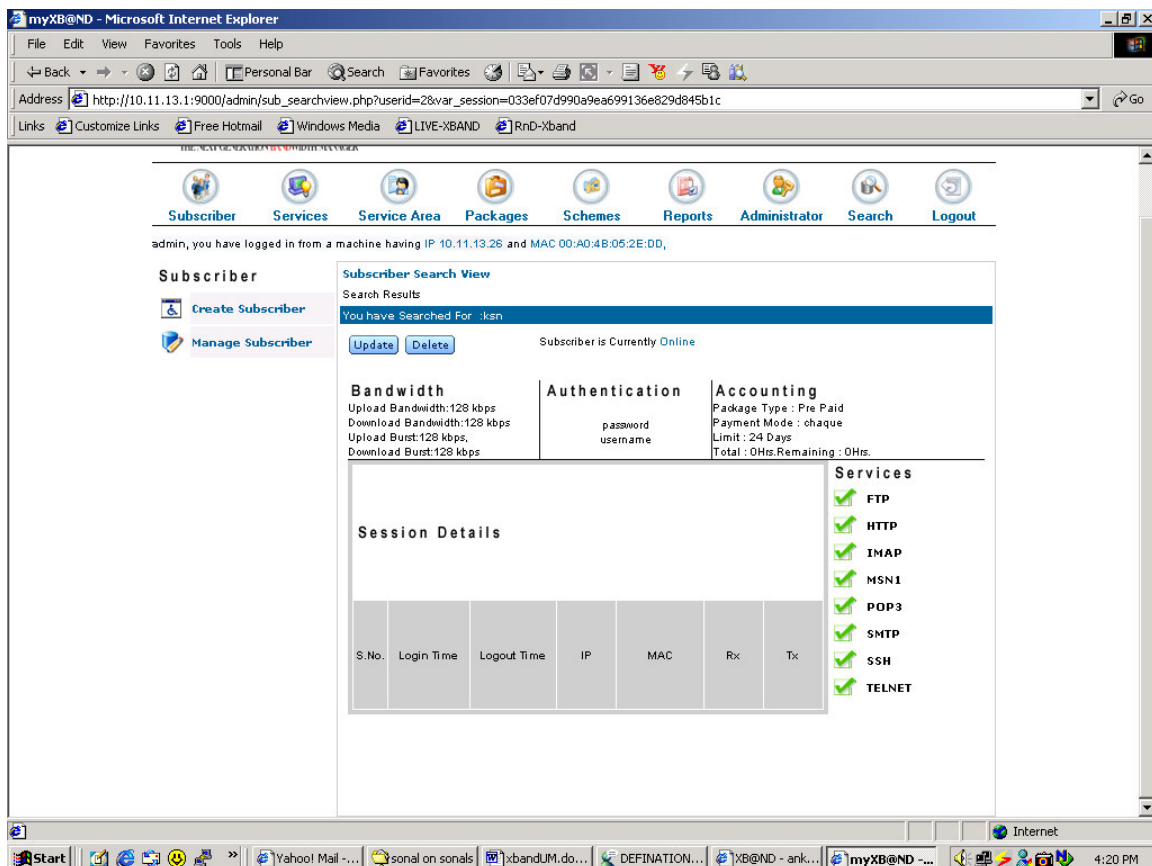 myXB@ND - Microsoft Internet Explorer
File Edit View Favorites Tools Help
Back Personal Bar Search Favorites
Address http://10.11.13.1:9000/admin/sub_searchview.php?userid=2&var_session=033ef07d990a9ea699136e829d845b1c Go
Links Customize Links Free Hotmail Windows Media LIVE-XBAND RnD-Xband
THE NEXT GENERATION BANDWIDTH MANAGER
Subscriber Services Service Area Packages Schemes Reports Administrator Search Logout
admin, you have logged in from a machine having IP 10.11.13.26 and MAC 00:A0:4B:05:2E:DD,
Subscriber
Create Subscriber
Manage Subscriber
Subscriber Search View
Search Results
You have Searched For :ksn
Update Delete Subscriber is Currently Online
Bandwidth
Upload Bandwidth:128 kbps
Download Bandwidth:128 kbps
Upload Burst:128 kbps,
Download Burst:128 kbps
Authentication
password
username
Accounting
Package Type : Pre Paid
Payment Mode : chaque
Limit : 24 Days
Total : 0Hrs.Remaining : 0Hrs.
Session Details
S.No. Login Time Logout Time IP MAC Rx Tx
Services
FTP
HTTP
IMAP
MSN1
POP3
SMTP
SSH
TELNET
Internet
Start » Yahoo! Mail -... sonal on sonals xbandUM.do... DEFINATION... XB@ND - ank... myXB@ND -... 4:20 PM